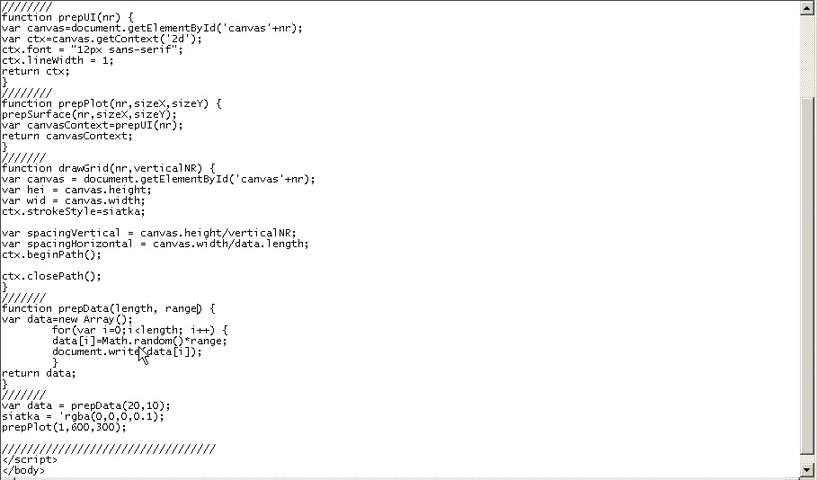 ////////
function prepUI(nr) {
var canvas=document.getElementById('canvas'+nr);
var ctx=canvas.getContext('2d');
ctx.font = "12px sans-serif";
ctx.lineWidth = 1;
return ctx;
}
////////
function prepPlot(nr,sizeX,sizeY) {
prepSurface(nr,sizeX,sizeY);
var canvasContext=prepUI(nr);
return canvasContext;
}
///////
function drawGrid(nr,verticalNR) {
var canvas = document.getElementById('canvas'+nr);
var hei = canvas.height;
var wid = canvas.width;
ctx.strokeStyle=siatka;
var spacingVertical = canvas.height/verticalNR;
var spacingHorizontal = canvas.width/data.length;
ctx.beginPath();
ctx.closePath();
}
///////
function prepData(length, range) {
var data=new Array();
for(var i=0;i<length; i++) {
data[i]=Math.random()*range;
document.write(data[i]);
}
return data;
}
///////
var data = prepData(20,10);
siatka = 'rgba(0,0,0,0.1);
prepPlot(1,600,300);
//////////////////////////////////
</script>
</body>